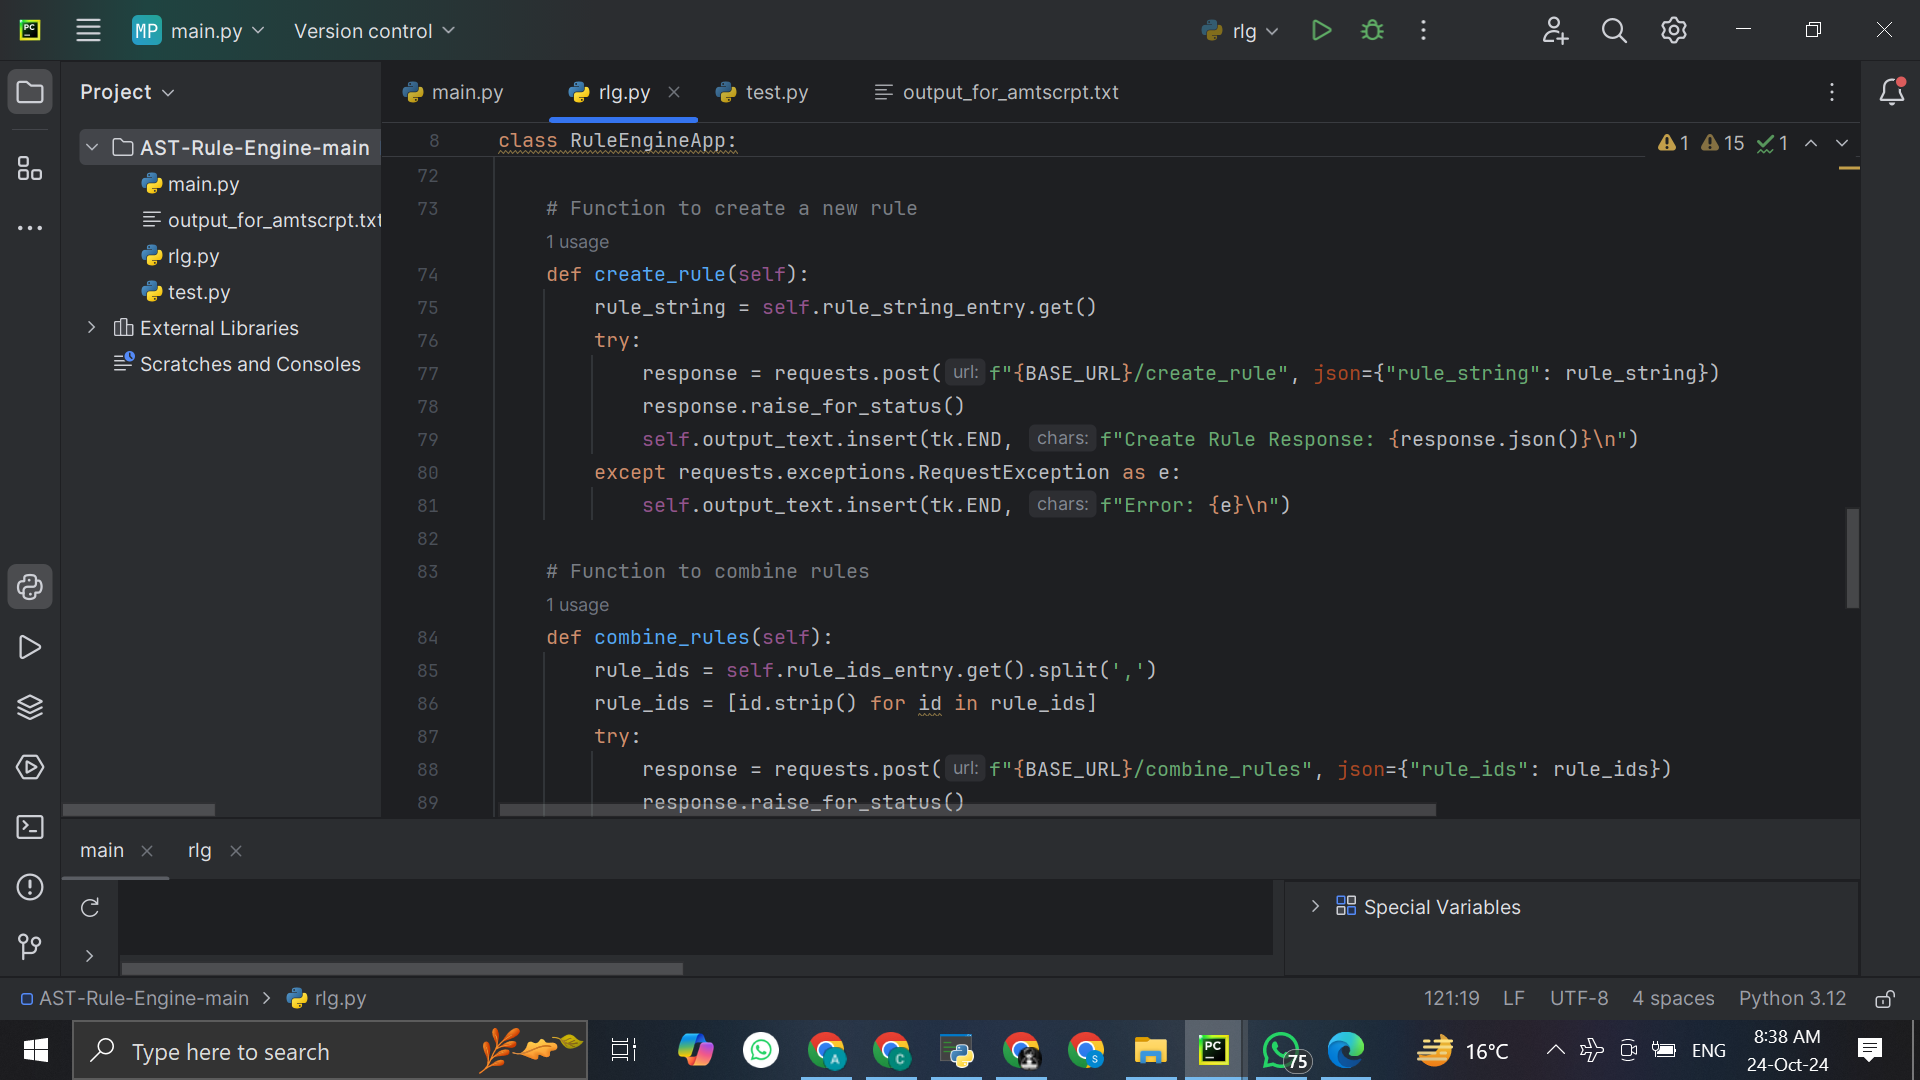 PC
MP main.py
Version control
rlg
Project
main.py
rlg.py
test.py
output_for_amtscrpt.txt
AST-Rule-Engine-main
main.py
output_for_amtscrpt.txt
rlg.py
test.py
External Libraries
Scratches and Consoles
8 class RuleEngineApp:
1 15 1
72
73 # Function to create a new rule
1 usage
74 def create_rule(self):
75 rule_string = self.rule_string_entry.get()
76 try:
77 response = requests.post( url: f"{BASE_URL}/create_rule", json={"rule_string": rule_string})
78 response.raise_for_status()
79 self.output_text.insert(tk.END, chars: f"Create Rule Response: {response.json()}\n")
80 except requests.exceptions.RequestException as e:
81 self.output_text.insert(tk.END, chars: f"Error: {e}\n")
82
83 # Function to combine rules
1 usage
84 def combine_rules(self):
85 rule_ids = self.rule_ids_entry.get().split(',')
86 rule_ids = [id.strip() for id in rule_ids]
87 try:
88 response = requests.post( url: f"{BASE_URL}/combine_rules", json={"rule_ids": rule_ids})
89 response.raise_for_status()
main
rlg
Special Variables
AST-Rule-Engine-main > rlg.py
121:19 LF UTF-8 4 spaces Python 3.12
Type here to search
A
C
S
PC
75
16°C
ENG
8:38 AM
24-Oct-24